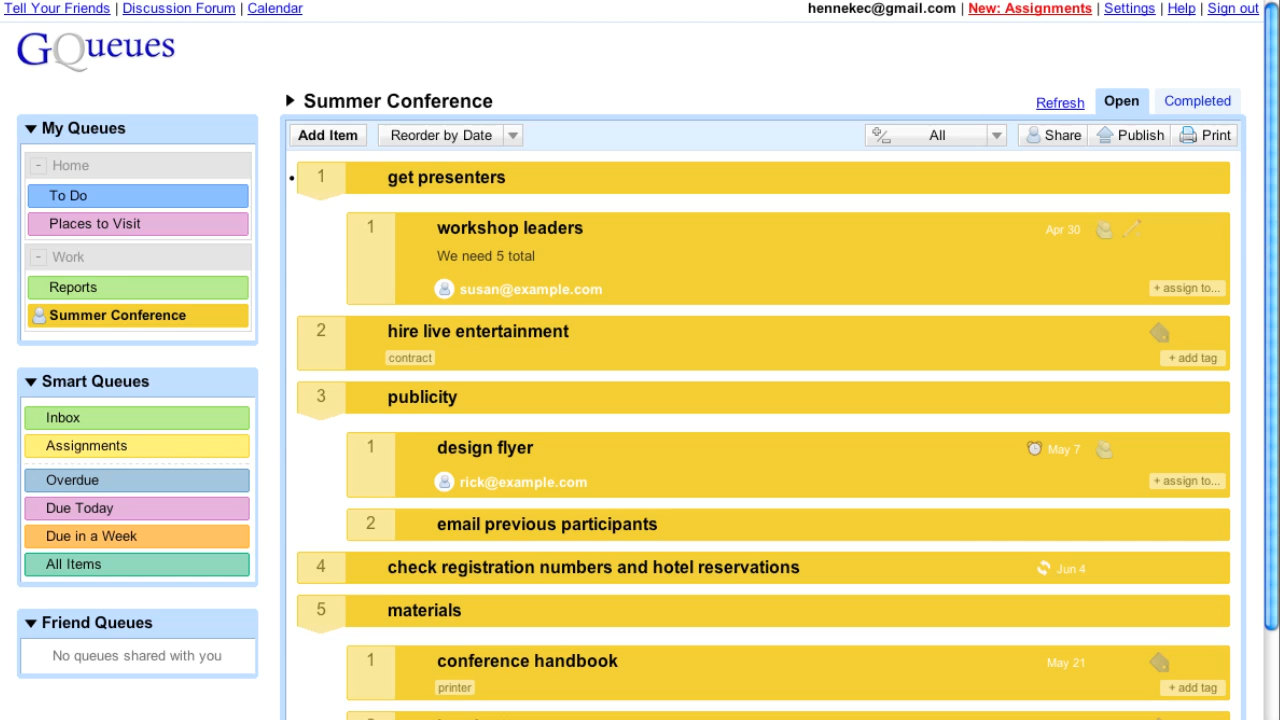 Tell Your Friends | Discussion Forum | Calendar
hennekec@gmail.com | New: Assignments | Settings | Help | Sign out
GQueues
Summer Conference
Refresh
Open
Completed
My Queues
Home
To Do
Places to Visit
Work
Reports
Summer Conference
Smart Queues
Inbox
Assignments
Overdue
Due Today
Due in a Week
All Items
Friend Queues
No queues shared with you
Add Item
Reorder by Date
All
Share
Publish
Print
1 get presenters
1 workshop leaders Apr 30
We need 5 total
susan@example.com + assign to...
2 hire live entertainment
contract + add tag
3 publicity
1 design flyer May 7
rick@example.com + assign to...
2 email previous participants
4 check registration numbers and hotel reservations Jun 4
5 materials
1 conference handbook May 21
printer + add tag